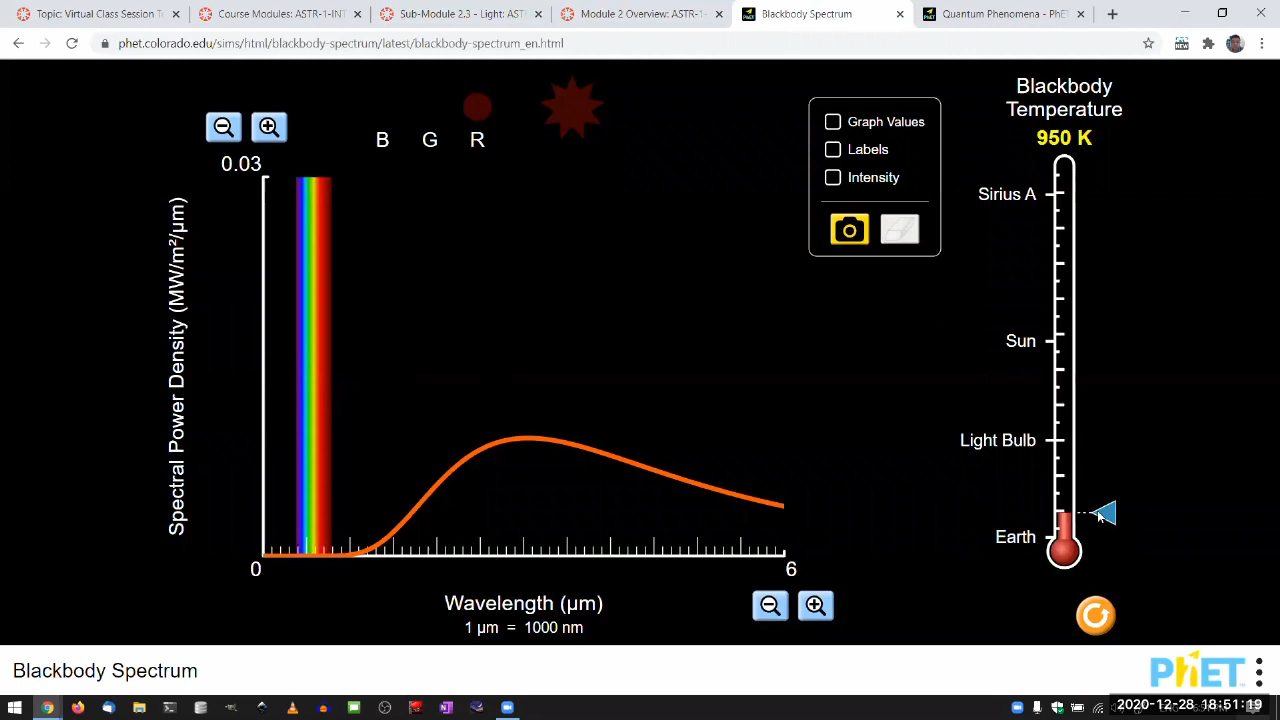 Topic: Virtual Class Session Tu
Course Modules: ASTR-1-INT
Sub-Module 2.3 - Light: AST
Module 2 Overview: ASTR-1-
Blackbody Spectrum
Quantum Phenomena - PhE
phet.colorado.edu/sims/html/blackbody-spectrum/latest/blackbody-spectrum_en.html
NEW
B G R
0.03
Spectral Power Density (MW/m²/μm)
0
6
Wavelength (μm)
1 μm = 1000 nm
Graph Values
Labels
Intensity
Blackbody
Temperature
950 K
Sirius A
Sun
Light Bulb
Earth
Blackbody Spectrum
PhET
2020-12-28 18:51:19